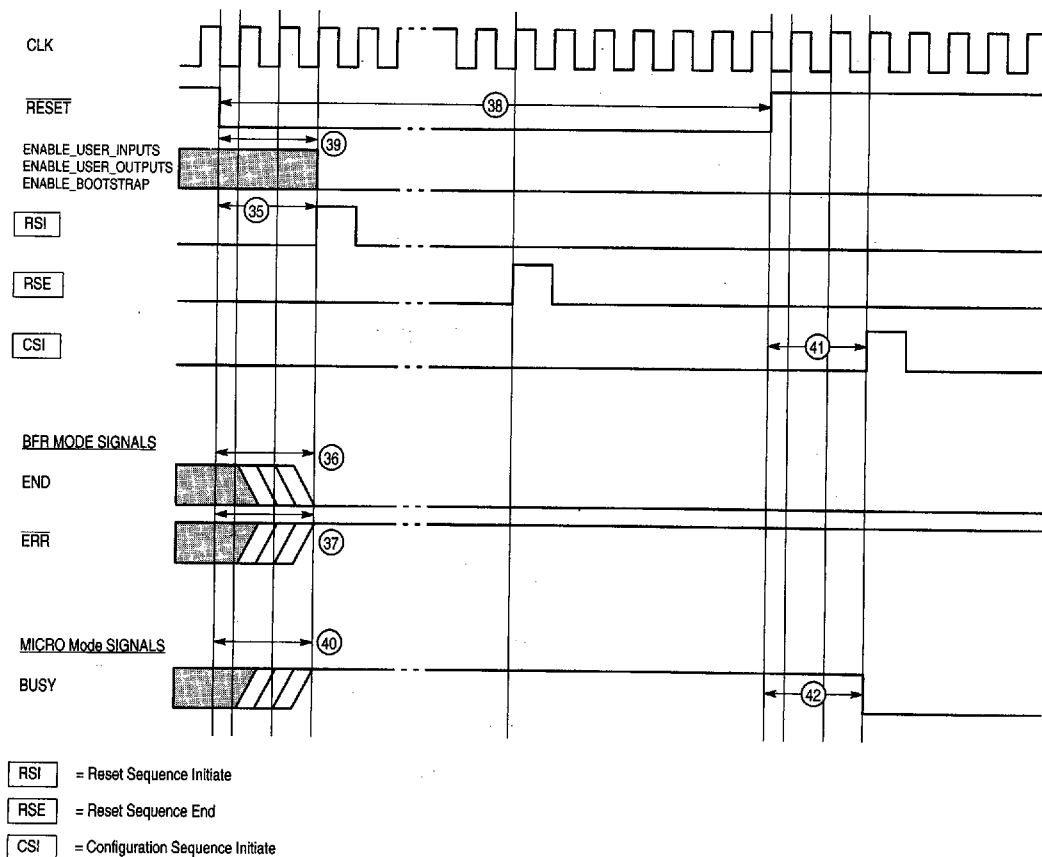 CLK
RESET
38
39
ENABLE_USER_INPUTS
ENABLE_USER_OUTPUTS
ENABLE_BOOTSTRAP
35
RSI
RSE
CSI
41
BFR MODE SIGNALS
36
END
ERR
37
MICRO Mode SIGNALS
40
BUSY
42
RSI = Reset Sequence Initiate
RSE = Reset Sequence End
CSI = Configuration Sequence Initiate